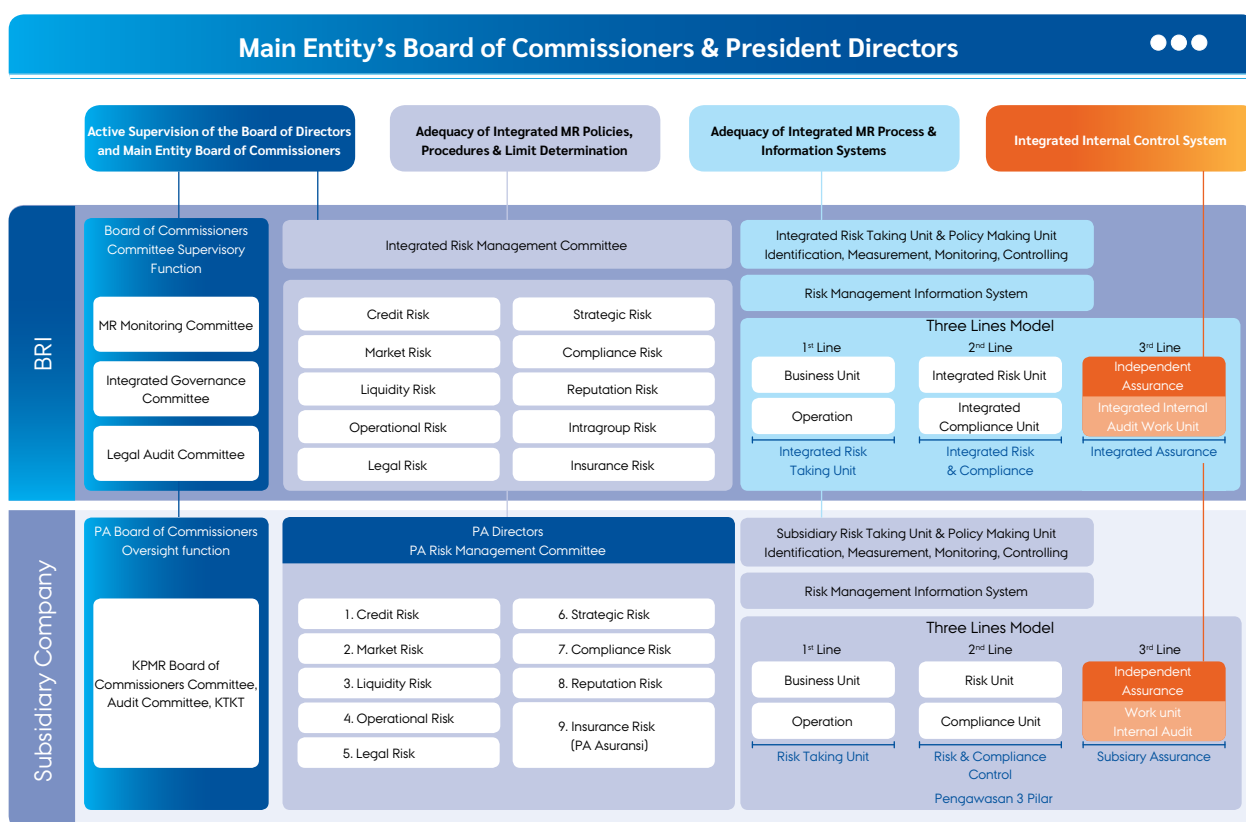 Main Entity's Board of Commissioners & President Directors
Active Supervision of the Board of Directors
and Main Entity Board of Commissioners
Adequacy of Integrated MR Policies,
Procedures & Limit Determination
Adequacy of Integrated MR Process &
Information Systems
Integrated Internal Control System
BRI
Board of Commissioners
Committee Supervisory
Function
MR Monitoring Committee
Integrated Governance
Committee
Legal Audit Committee
Integrated Risk Management Committee
Credit Risk
Market Risk
Liquidity Risk
Operational Risk
Legal Risk
Strategic Risk
Compliance Risk
Reputation Risk
Intragroup Risk
Insurance Risk
Integrated Risk Taking Unit & Policy Making Unit
Identification, Measurement, Monitoring, Controlling
Risk Management Information System
Three Lines Model
1st Line
Business Unit
Operation
Integrated Risk
Taking Unit
2nd Line
Integrated Risk Unit
Integrated
Compliance Unit
Integrated Risk
& Compliance
3rd Line
Independent
Assurance
Integrated Internal
Audit Work Unit
Integrated Assurance
Subsidiary Company
PA Board of Commissioners
Oversight function
KPMR Board of
Commissioners Committee,
Audit Committee, KTKT
PA Directors
PA Risk Management Committee
1. Credit Risk
2. Market Risk
3. Liquidity Risk
4. Operational Risk
5. Legal Risk
6. Strategic Risk
7. Compliance Risk
8. Reputation Risk
9. Insurance Risk
(PA Asuransi)
Subsidiary Risk Taking Unit & Policy Making Unit
Identification, Measurement, Monitoring, Controlling
Risk Management Information System
Three Lines Model
1st Line
Business Unit
Operation
Risk Taking Unit
2nd Line
Risk Unit
Compliance Unit
Risk & Compliance
Control
3rd Line
Independent
Assurance
Work unit
Internal Audit
Subsiary Assurance
Pengawasan 3 Pilar